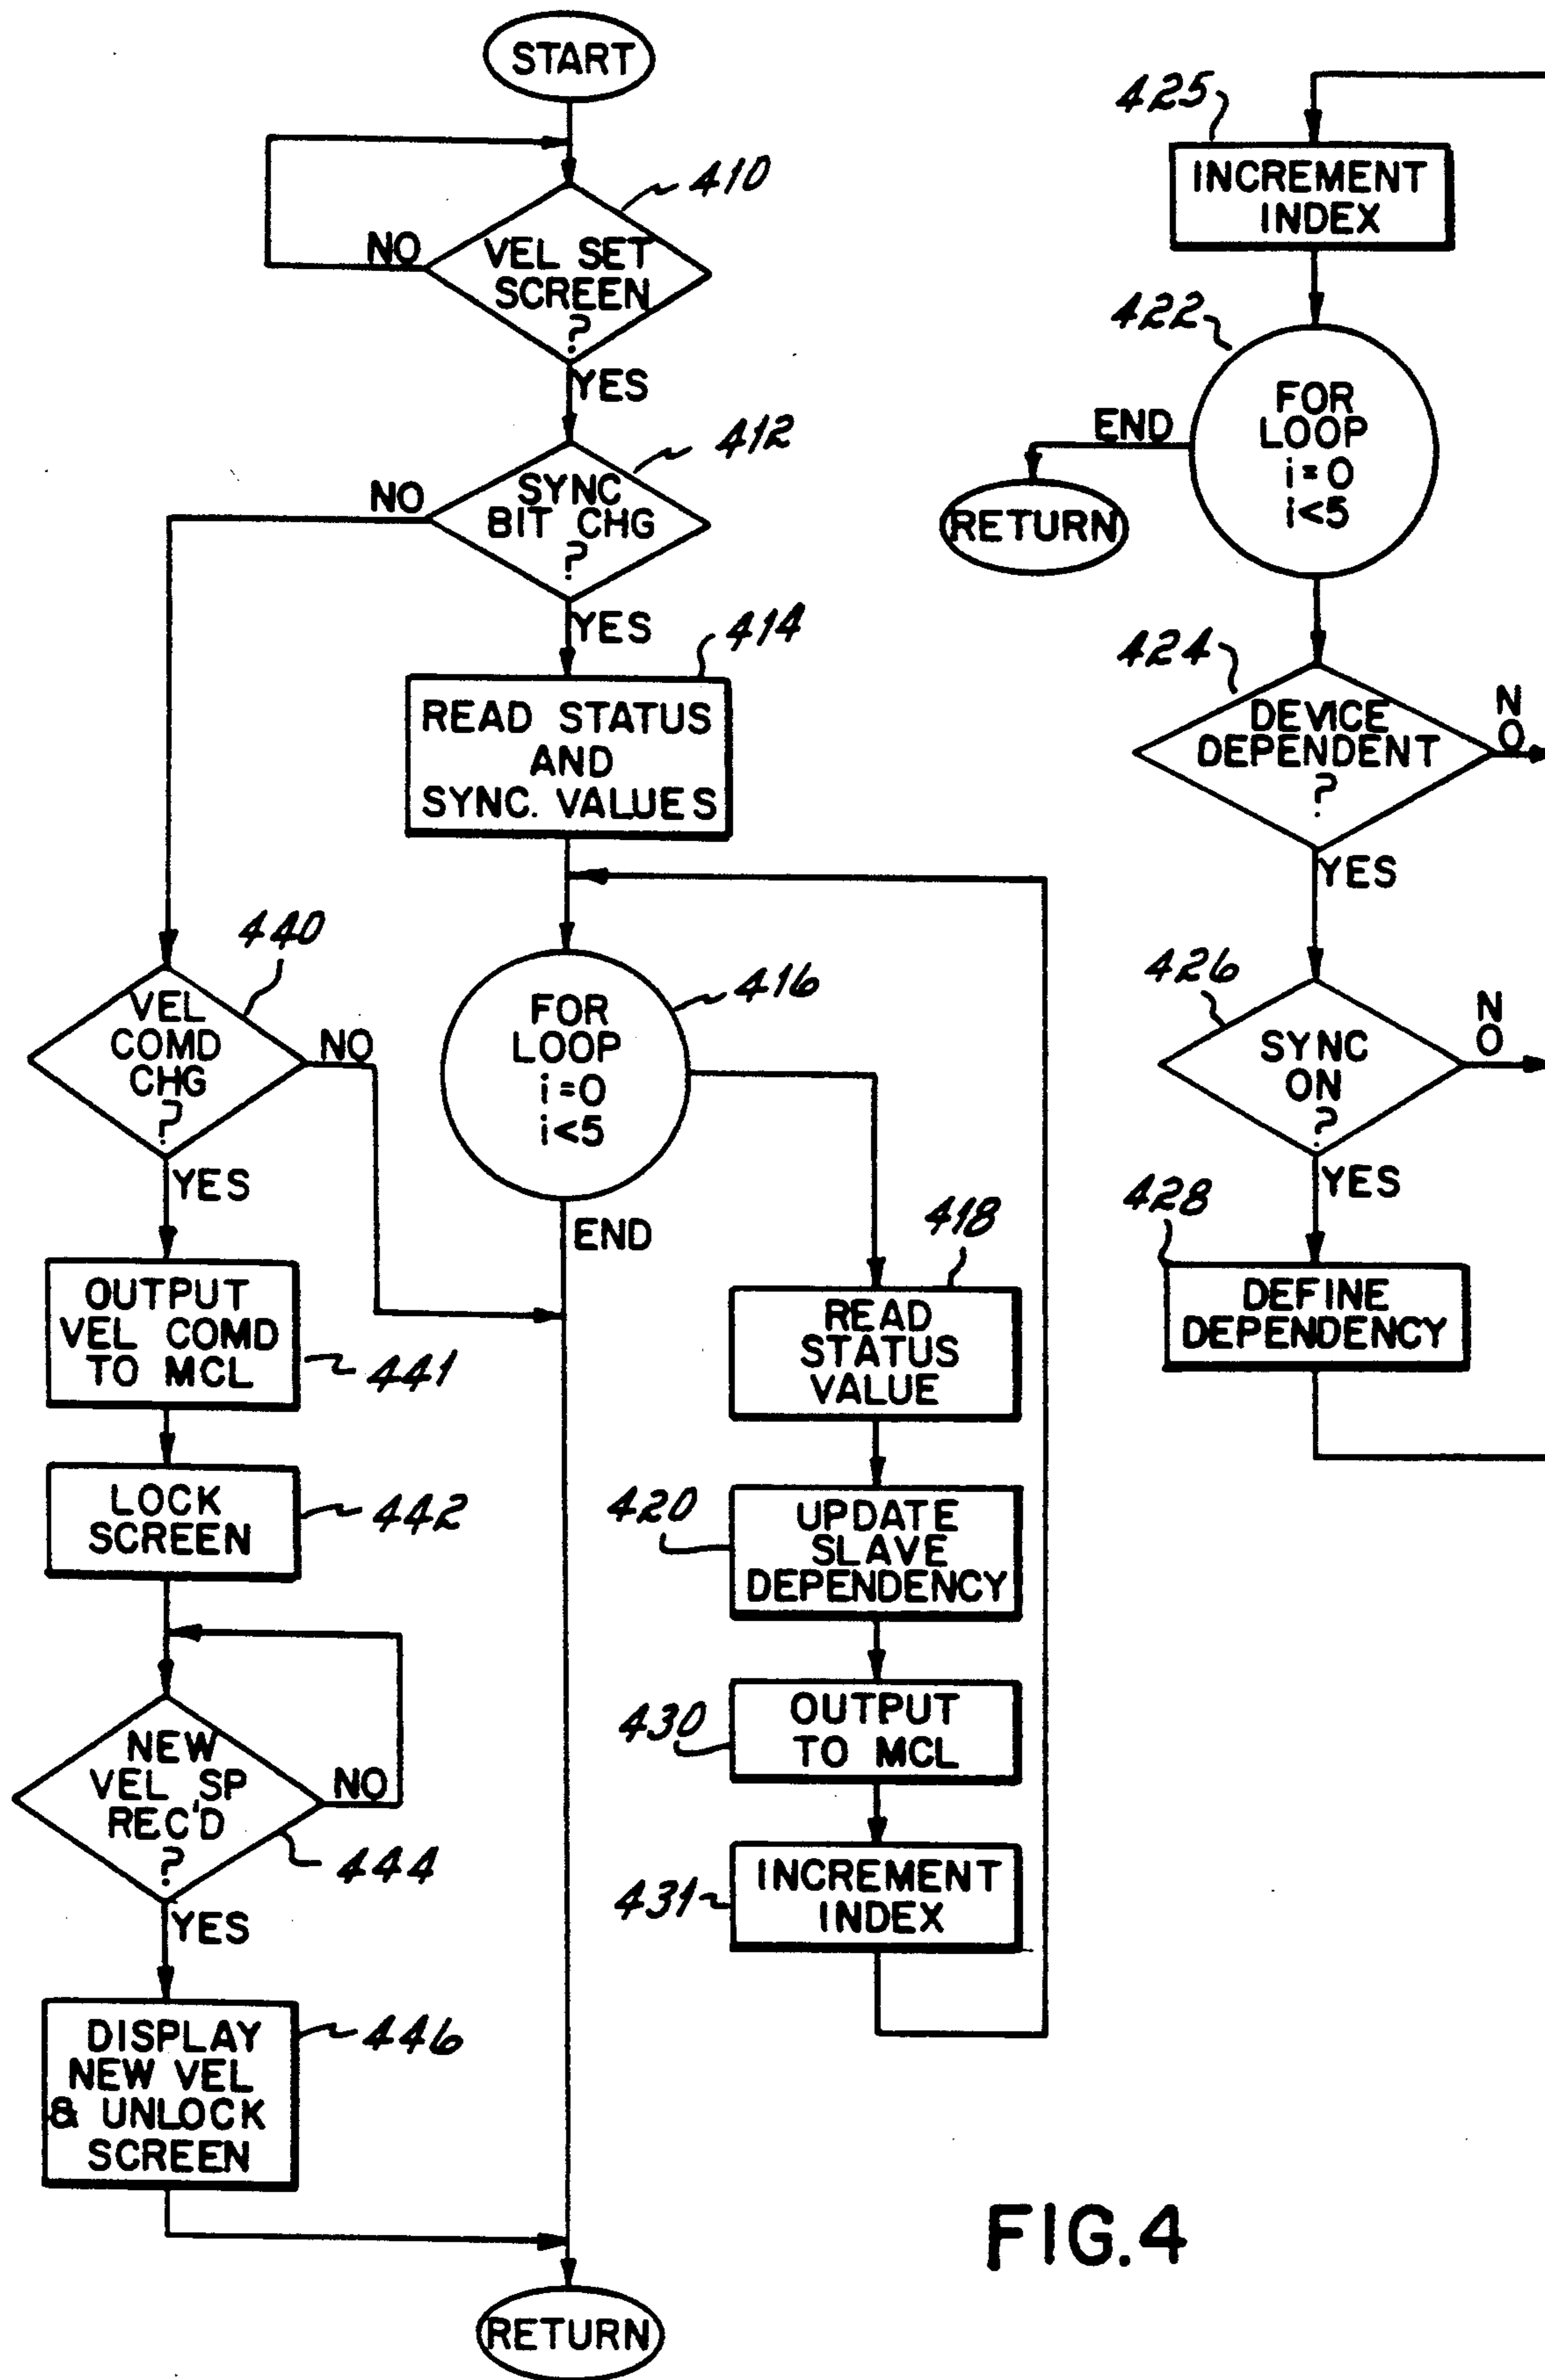 START
410
NO
VEL SET
SCREEN
?
YES
412
NO
SYNC
BIT CHG
?
YES
414
READ STATUS
AND
SYNC. VALUES
440
VEL
COMD
CHG
?
NO
YES
416
FOR
LOOP
i=0
i<5
END
OUTPUT
VEL COMD
TO MCL
441
LOCK
SCREEN
442
NEW
VEL SP
REC'D
?
NO
444
YES
DISPLAY
NEW VEL
& UNLOCK
SCREEN
446
RETURN
418
READ
STATUS
VALUE
420
UPDATE
SLAVE
DEPENDENCY
430
OUTPUT
TO MCL
431
INCREMENT
INDEX
425
INCREMENT
INDEX
422
FOR
LOOP
i=0
i<5
END
RETURN
424
DEVICE
DEPENDENT
?
NO
YES
426
SYNC
ON
?
NO
YES
428
DEFINE
DEPENDENCY
FIG.4